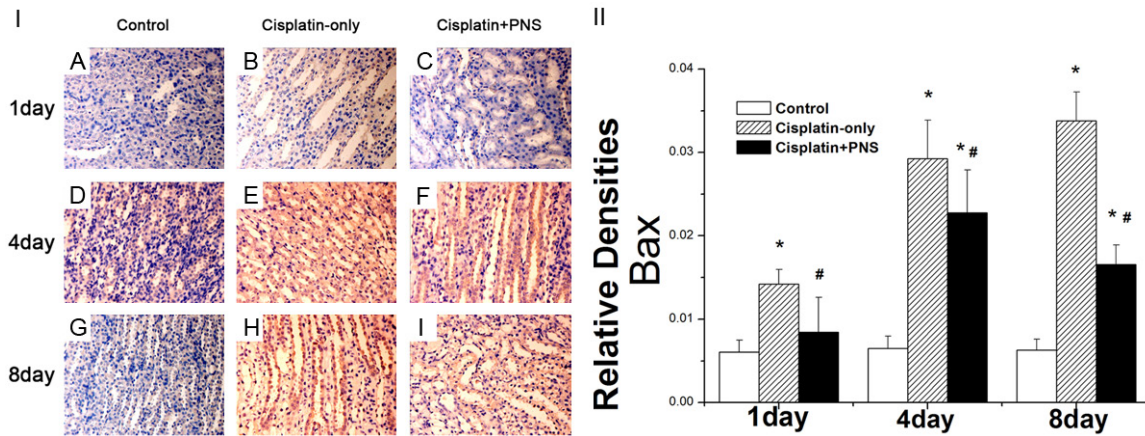 I
Control Cisplatin-only Cisplatin+PNS
1day
A B C
4day
D E F
8day
G H I
II
Relative Densities
Bax
0.04
0.03
0.02
0.01
0.00
Control
Cisplatin-only
Cisplatin+PNS
* #
* * #
* * #
1day 4day 8day